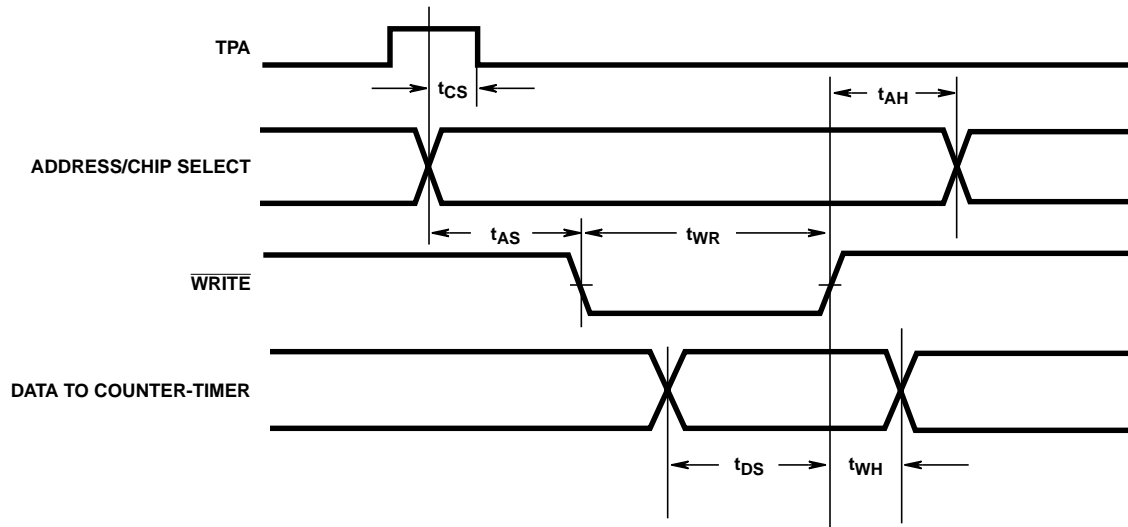 TPA
tCS
tAH
ADDRESS/CHIP SELECT
tAS
tWR
WRITE
DATA TO COUNTER-TIMER
tDS
tWH